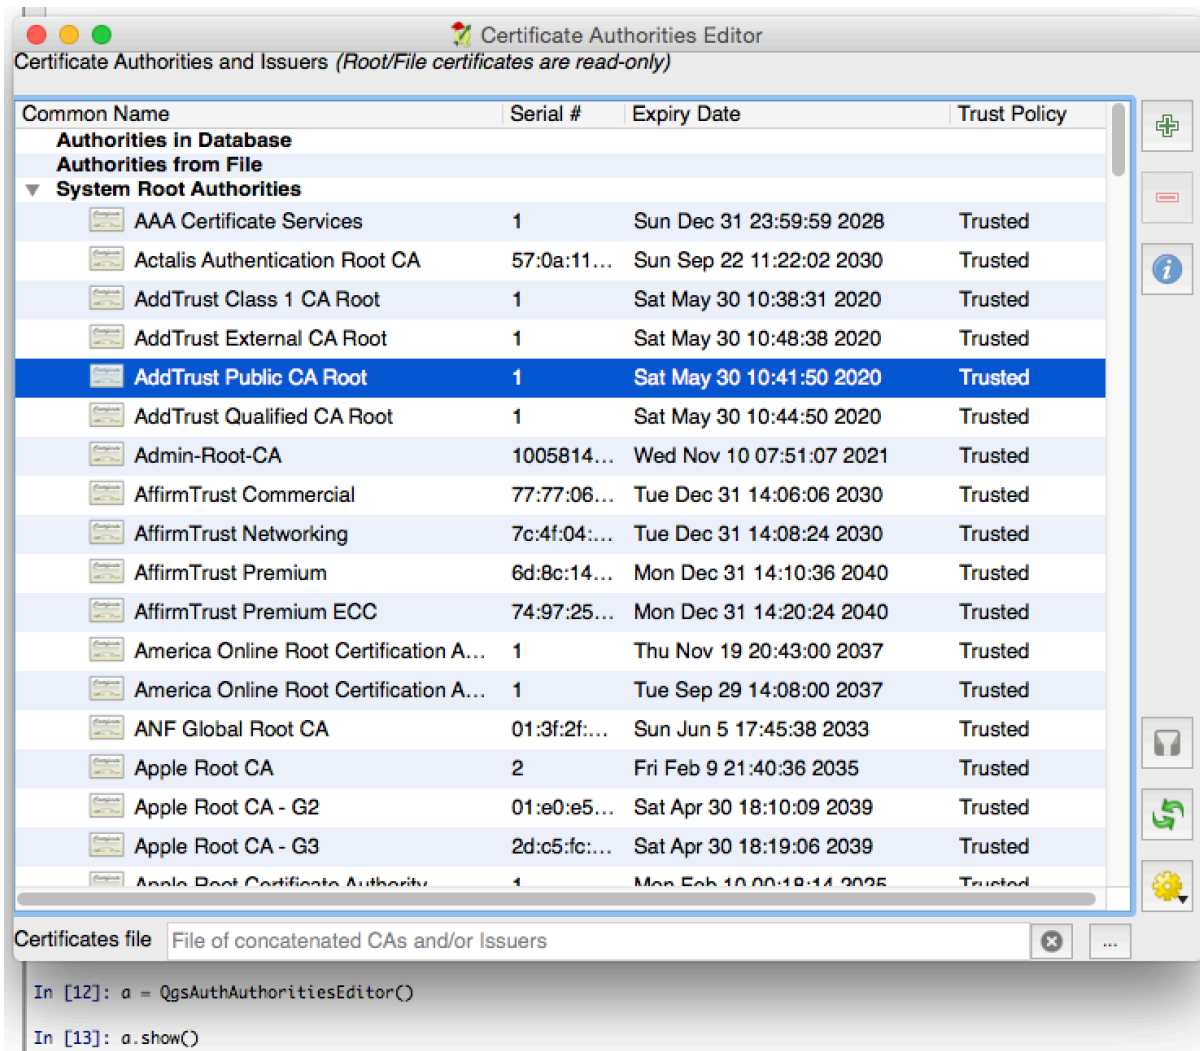 Certificate Authorities Editor
Certificate Authorities and Issuers (Root/File certificates are read-only)
Common Name Serial # Expiry Date Trust Policy
Authorities in Database
Authorities from File
System Root Authorities
AAA Certificate Services 1 Sun Dec 31 23:59:59 2028 Trusted
Actalis Authentication Root CA 57:0a:11... Sun Sep 22 11:22:02 2030 Trusted
AddTrust Class 1 CA Root 1 Sat May 30 10:38:31 2020 Trusted
AddTrust External CA Root 1 Sat May 30 10:48:38 2020 Trusted
AddTrust Public CA Root 1 Sat May 30 10:41:50 2020 Trusted
AddTrust Qualified CA Root 1 Sat May 30 10:44:50 2020 Trusted
Admin-Root-CA 1005814... Wed Nov 10 07:51:07 2021 Trusted
AffirmTrust Commercial 77:77:06... Tue Dec 31 14:06:06 2030 Trusted
AffirmTrust Networking 7c:4f:04:... Tue Dec 31 14:08:24 2030 Trusted
AffirmTrust Premium 6d:8c:14... Mon Dec 31 14:10:36 2040 Trusted
AffirmTrust Premium ECC 74:97:25... Mon Dec 31 14:20:24 2040 Trusted
America Online Root Certification A... 1 Thu Nov 19 20:43:00 2037 Trusted
America Online Root Certification A... 1 Tue Sep 29 14:08:00 2037 Trusted
ANF Global Root CA 01:3f:2f:... Sun Jun 5 17:45:38 2033 Trusted
Apple Root CA 2 Fri Feb 9 21:40:36 2035 Trusted
Apple Root CA - G2 01:e0:e5... Sat Apr 30 18:10:09 2039 Trusted
Apple Root CA - G3 2d:c5:fc:... Sat Apr 30 18:19:06 2039 Trusted
Apple Root Certificate Authority 1 Mon Feb 10 00:18:14 2025 Trusted
Certificates file File of concatenated CAs and/or Issuers ...
In [12]: a = QgsAuthAuthoritiesEditor()
In [13]: a.show()